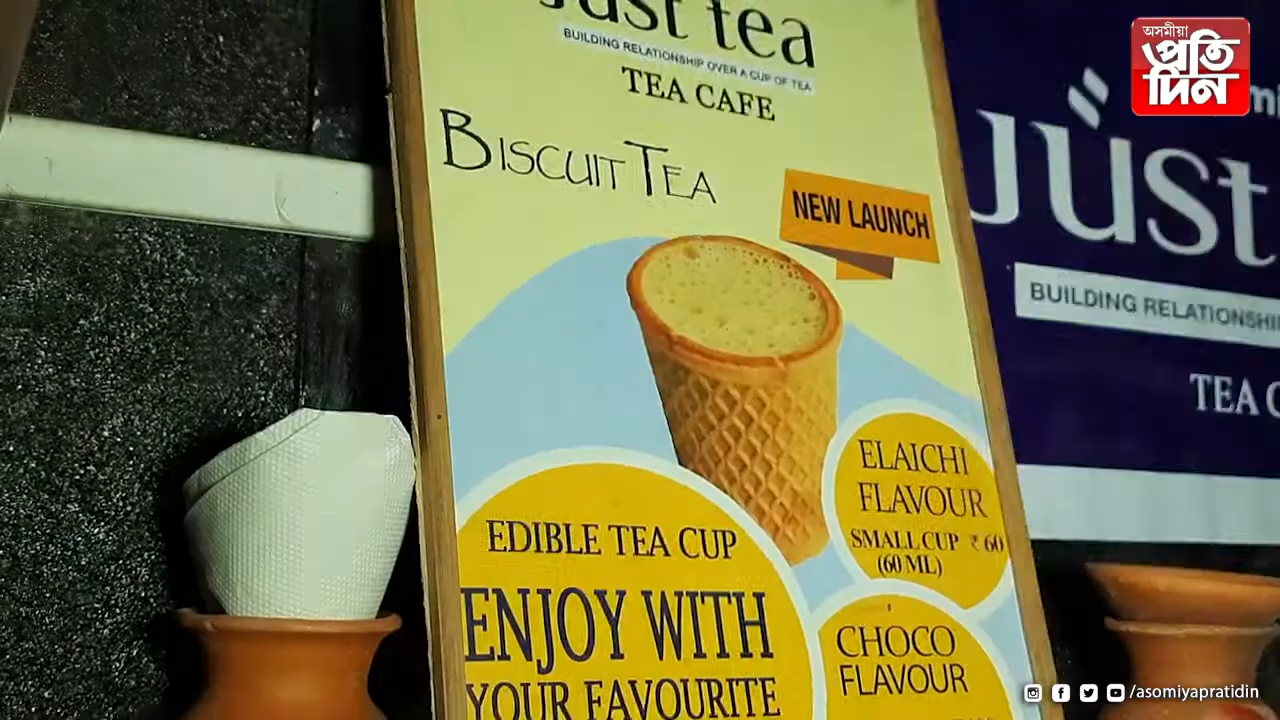 Just tea
BUILDING RELATIONSHIP OVER A CUP OF TEA
TEA CAFE
BISCUIT TEA
NEW LAUNCH
ELAICHI
FLAVOUR
SMALL CUP ₹ 60
(60 ML)
EDIBLE TEA CUP
ENJOY WITH
YOUR FAVOURITE
CHOCO
FLAVOUR
অসমীয়া
প্ৰতি
দিন
Just
BUILDING RELATIONSHI
TEA C
/asomiyapratidin